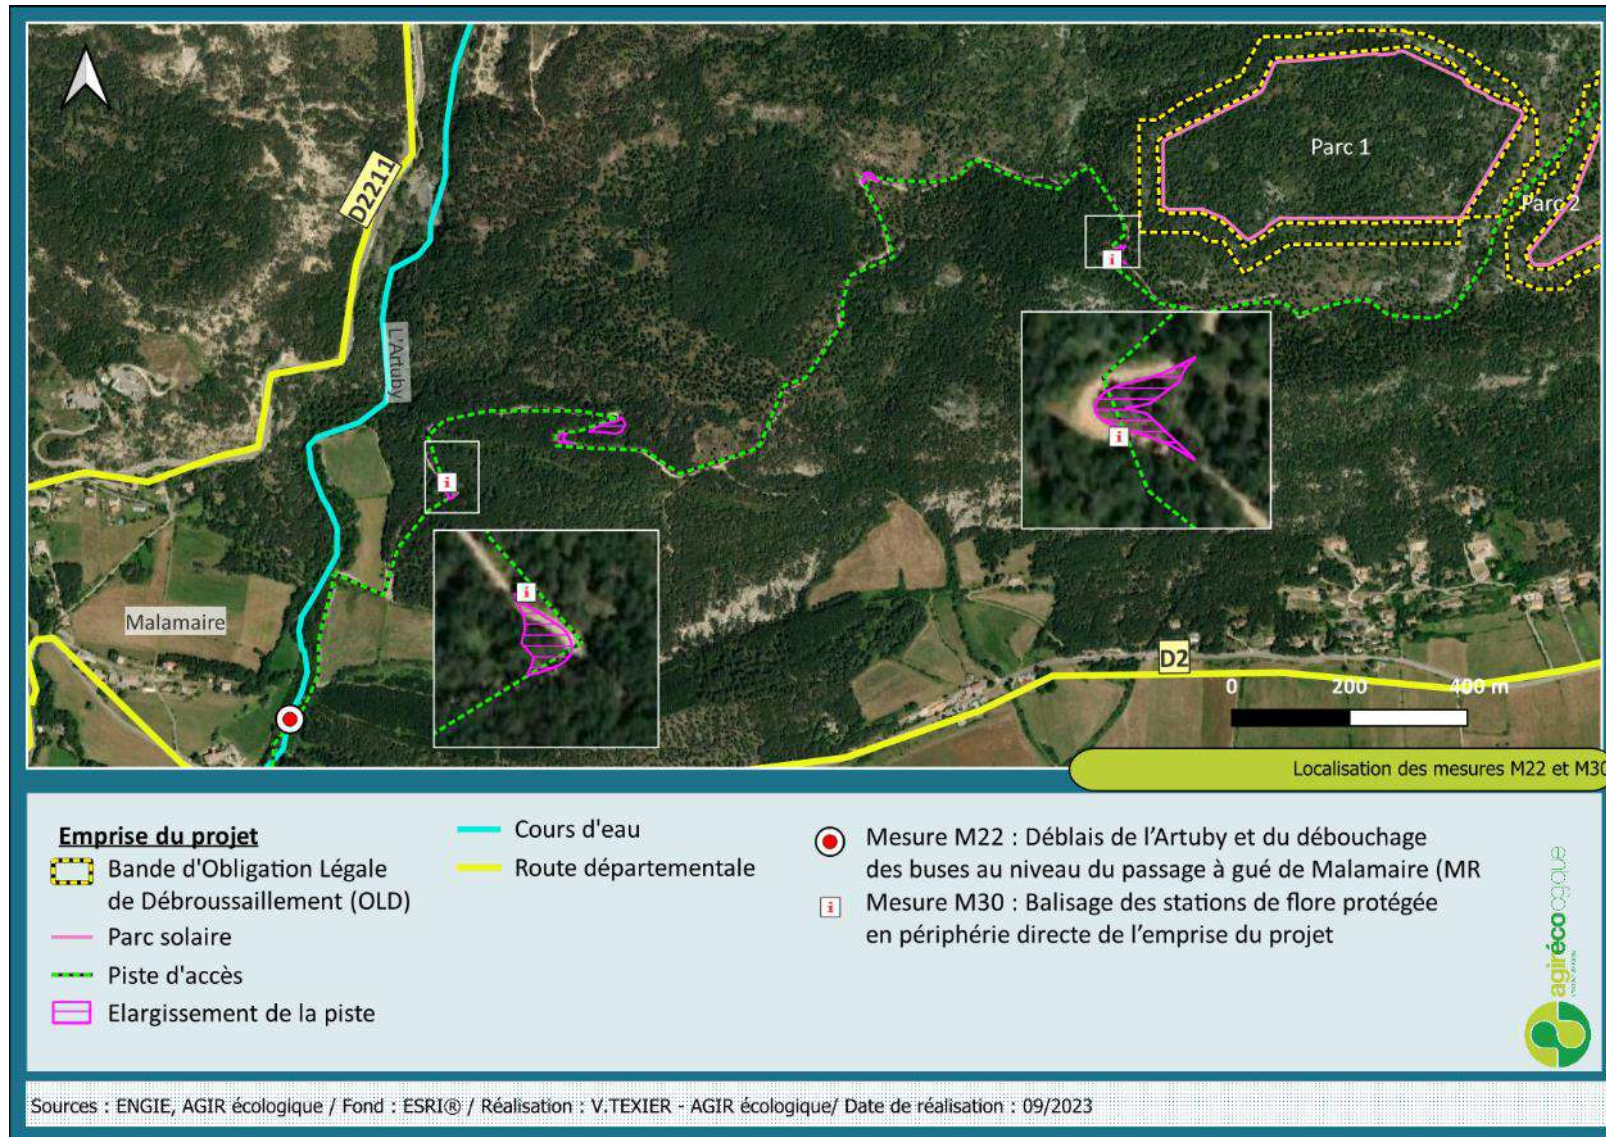 D2211
L'Artuby
Parc 1
Parc 2
i
i
i
i
Malamaire
D2
0 200 400 m
Localisation des mesures M22 et M30
Emprise du projet
Bande d'Obligation Légale
de Débroussaillement (OLD)
Parc solaire
Piste d'accès
Elargissement de la piste
Cours d'eau
Route départementale
Mesure M22 : Déblais de l’Artuby et du débouchage
des buses au niveau du passage à gué de Malamaire (MR
i
Mesure M30 : Balisage des stations de flore protégée
en périphérie directe de l’emprise du projet
agirécologique
Sources : ENGIE, AGIR écologique / Fond : ESRI® / Réalisation : V.TEXIER - AGIR écologique/ Date de réalisation : 09/2023